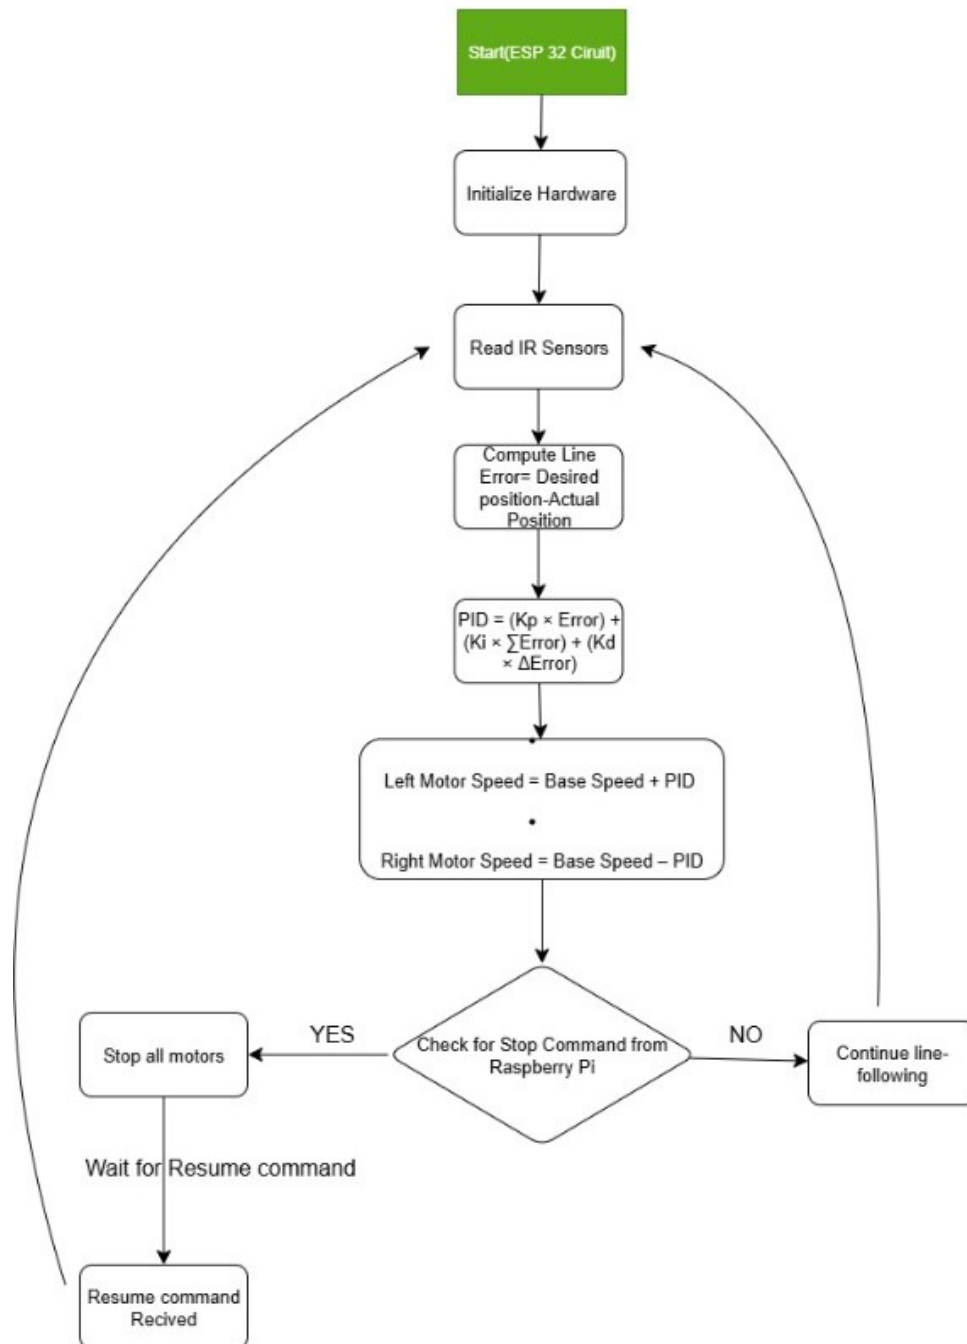 Start(ESP 32 Ciruit)
Initialize Hardware
Read IR Sensors
Compute Line
Error= Desired
position-Actual
Position
PID = (Kp × Error) +
(Ki × ∑Error) + (Kd
× ΔError)
•
Left Motor Speed = Base Speed + PID
•
Right Motor Speed = Base Speed – PID
Check for Stop Command from
Raspberry Pi
YES
NO
Stop all motors
Continue line-
following
Wait for Resume command
Resume command
Recived